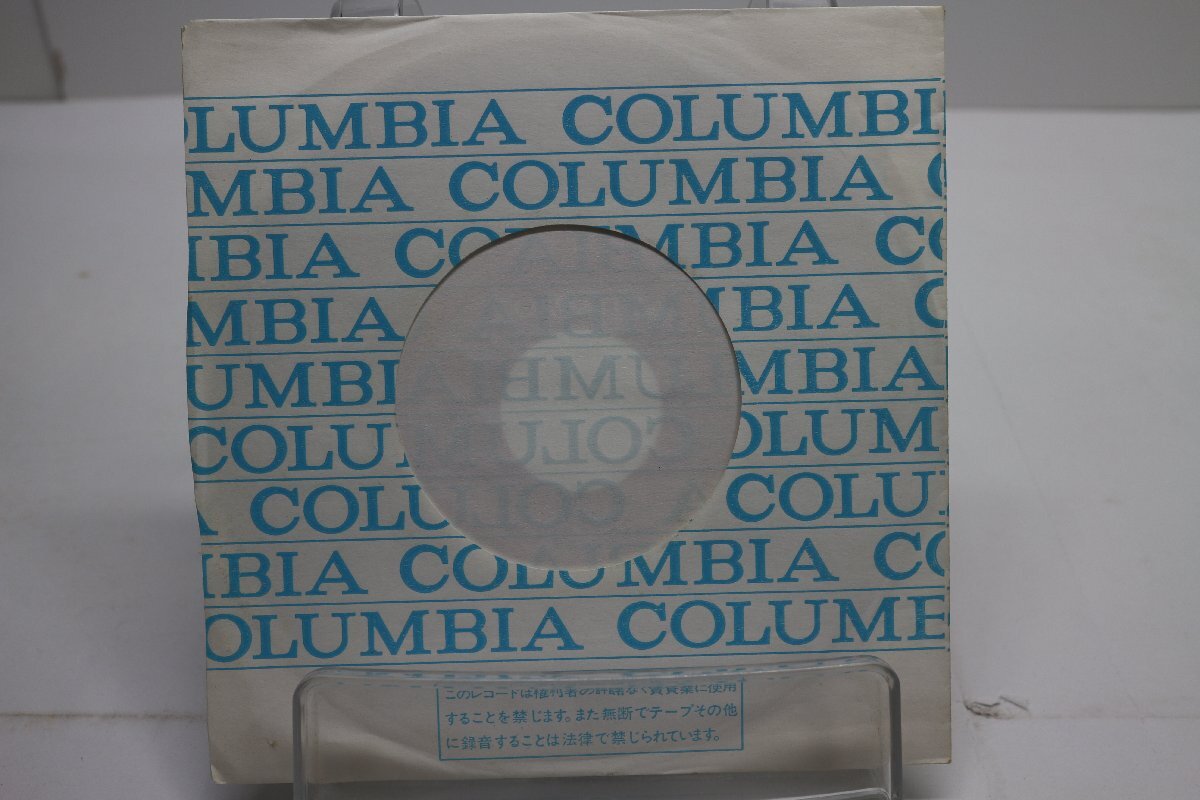 OLUMBIA COLUMBI
MBIA COLUMBIA C
IBIA COLUMBIA CO
MBIA IBIA C
UMBIA MBIA
COLUM OLUM
A COLU COLU
IBIA COLUMBIA CO
OLUMBIA COLUMB
このレコードは権利者の許諾なく賃貸業に使用
することを禁じます。また無断でテープその他
に録音することは法律で禁じられています。